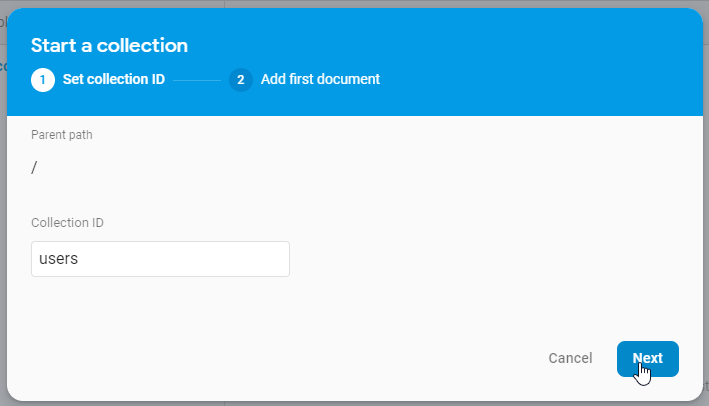 Start a collection
1 Set collection ID 2 Add first document
Parent path
/
Collection ID
users
Cancel Next